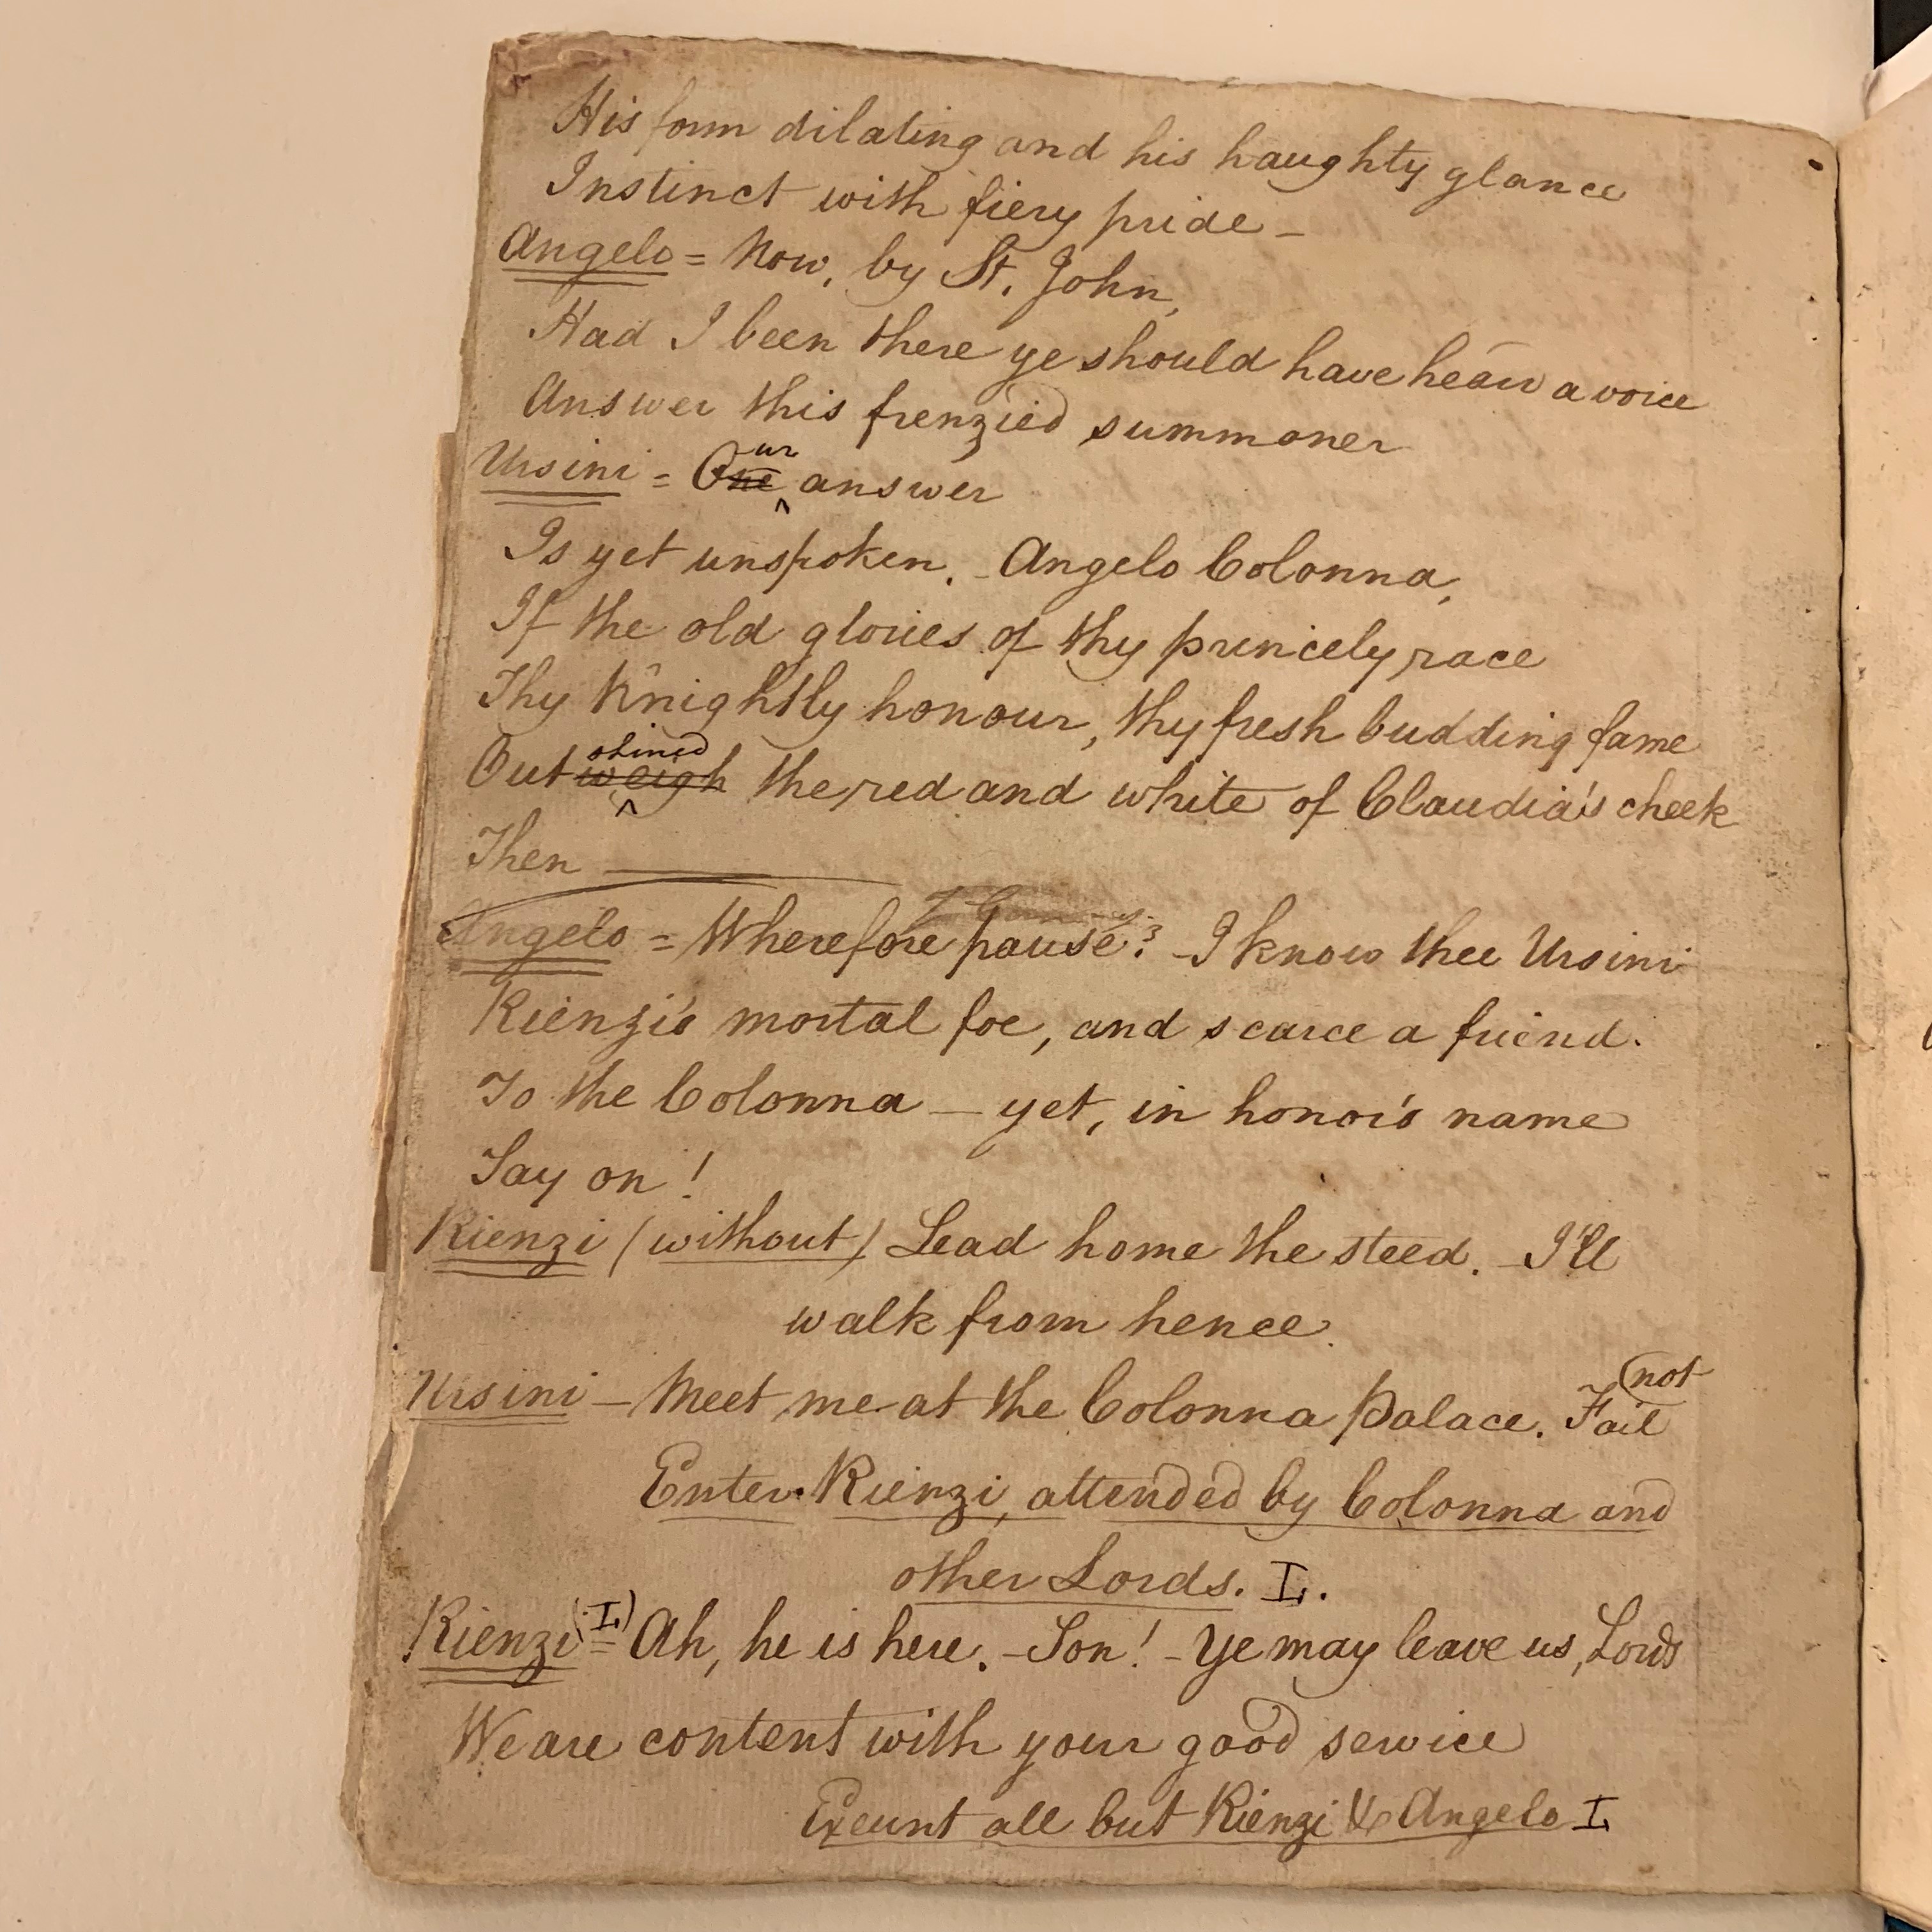 His form dilating and his haughty glance
Instinct with fiery pride –
Angelo = Now, by St. John,
Had I been there ye should have hear a voice
Answer this frenzied summoner
Ursini = One ur answer
Is yet unspoken. – Angelo Colonna,
If the old glories of thy princely race
Thy Knightly honour, thy fresh budding fame
Outweigh shined the red and white of Claudia's cheek
Then ———
Angelo = Wherefore pause? – I know thee Ursini
Rienzi's mortal foe, and scarce a friend.
To the Colonna — yet, in honor's name
Say on!
Rienzi (without) Lead home the steed. – I'll
walk from hence.
Ursini – Meet me at the Colonna Palace. Fail (not
Enter Rienzi, attended by Colonna and
other Lords. L.
Rienzi (L) = Ah, he is here. – Son! – Ye may leave us, Lords
We are content with your good service
Exeunt all but Rienzi & Angelo L